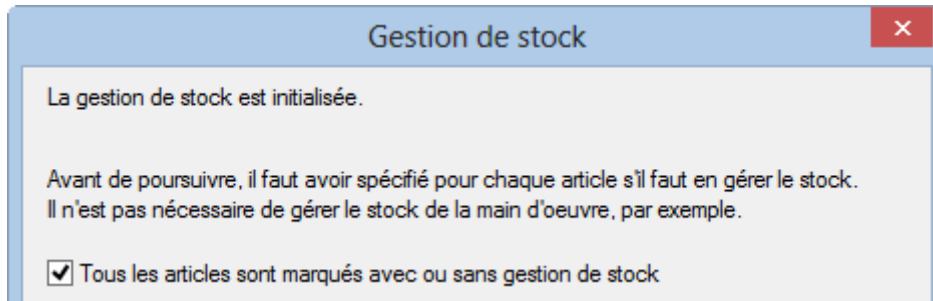 Gestion de stock
La gestion de stock est initialisée.
Avant de poursuivre, il faut avoir spécifié pour chaque article s'il faut en gérer le stock.
Il n'est pas nécessaire de gérer le stock de la main d'oeuvre, par exemple.
Tous les articles sont marqués avec ou sans gestion de stock